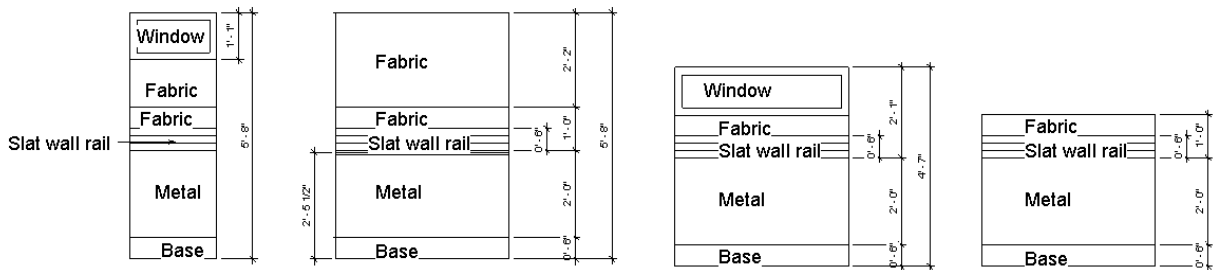 Window
Fabric
Fabric
Slat wall rail
Metal
Base
1'-1"
5'-8"
Fabric
Fabric
Slat wall rail
Metal
Base
2'-5 1/2"
2'-2"
1'-0"
0'-6"
2'-0"
0'-6"
5'-8"
Window
Fabric
Slat wall rail
Metal
Base
2'-1"
0'-6"
2'-0"
0'-6"
4'-7"
Fabric
Slat wall rail
Metal
Base
1'-0"
0'-6"
2'-0"
0'-6"